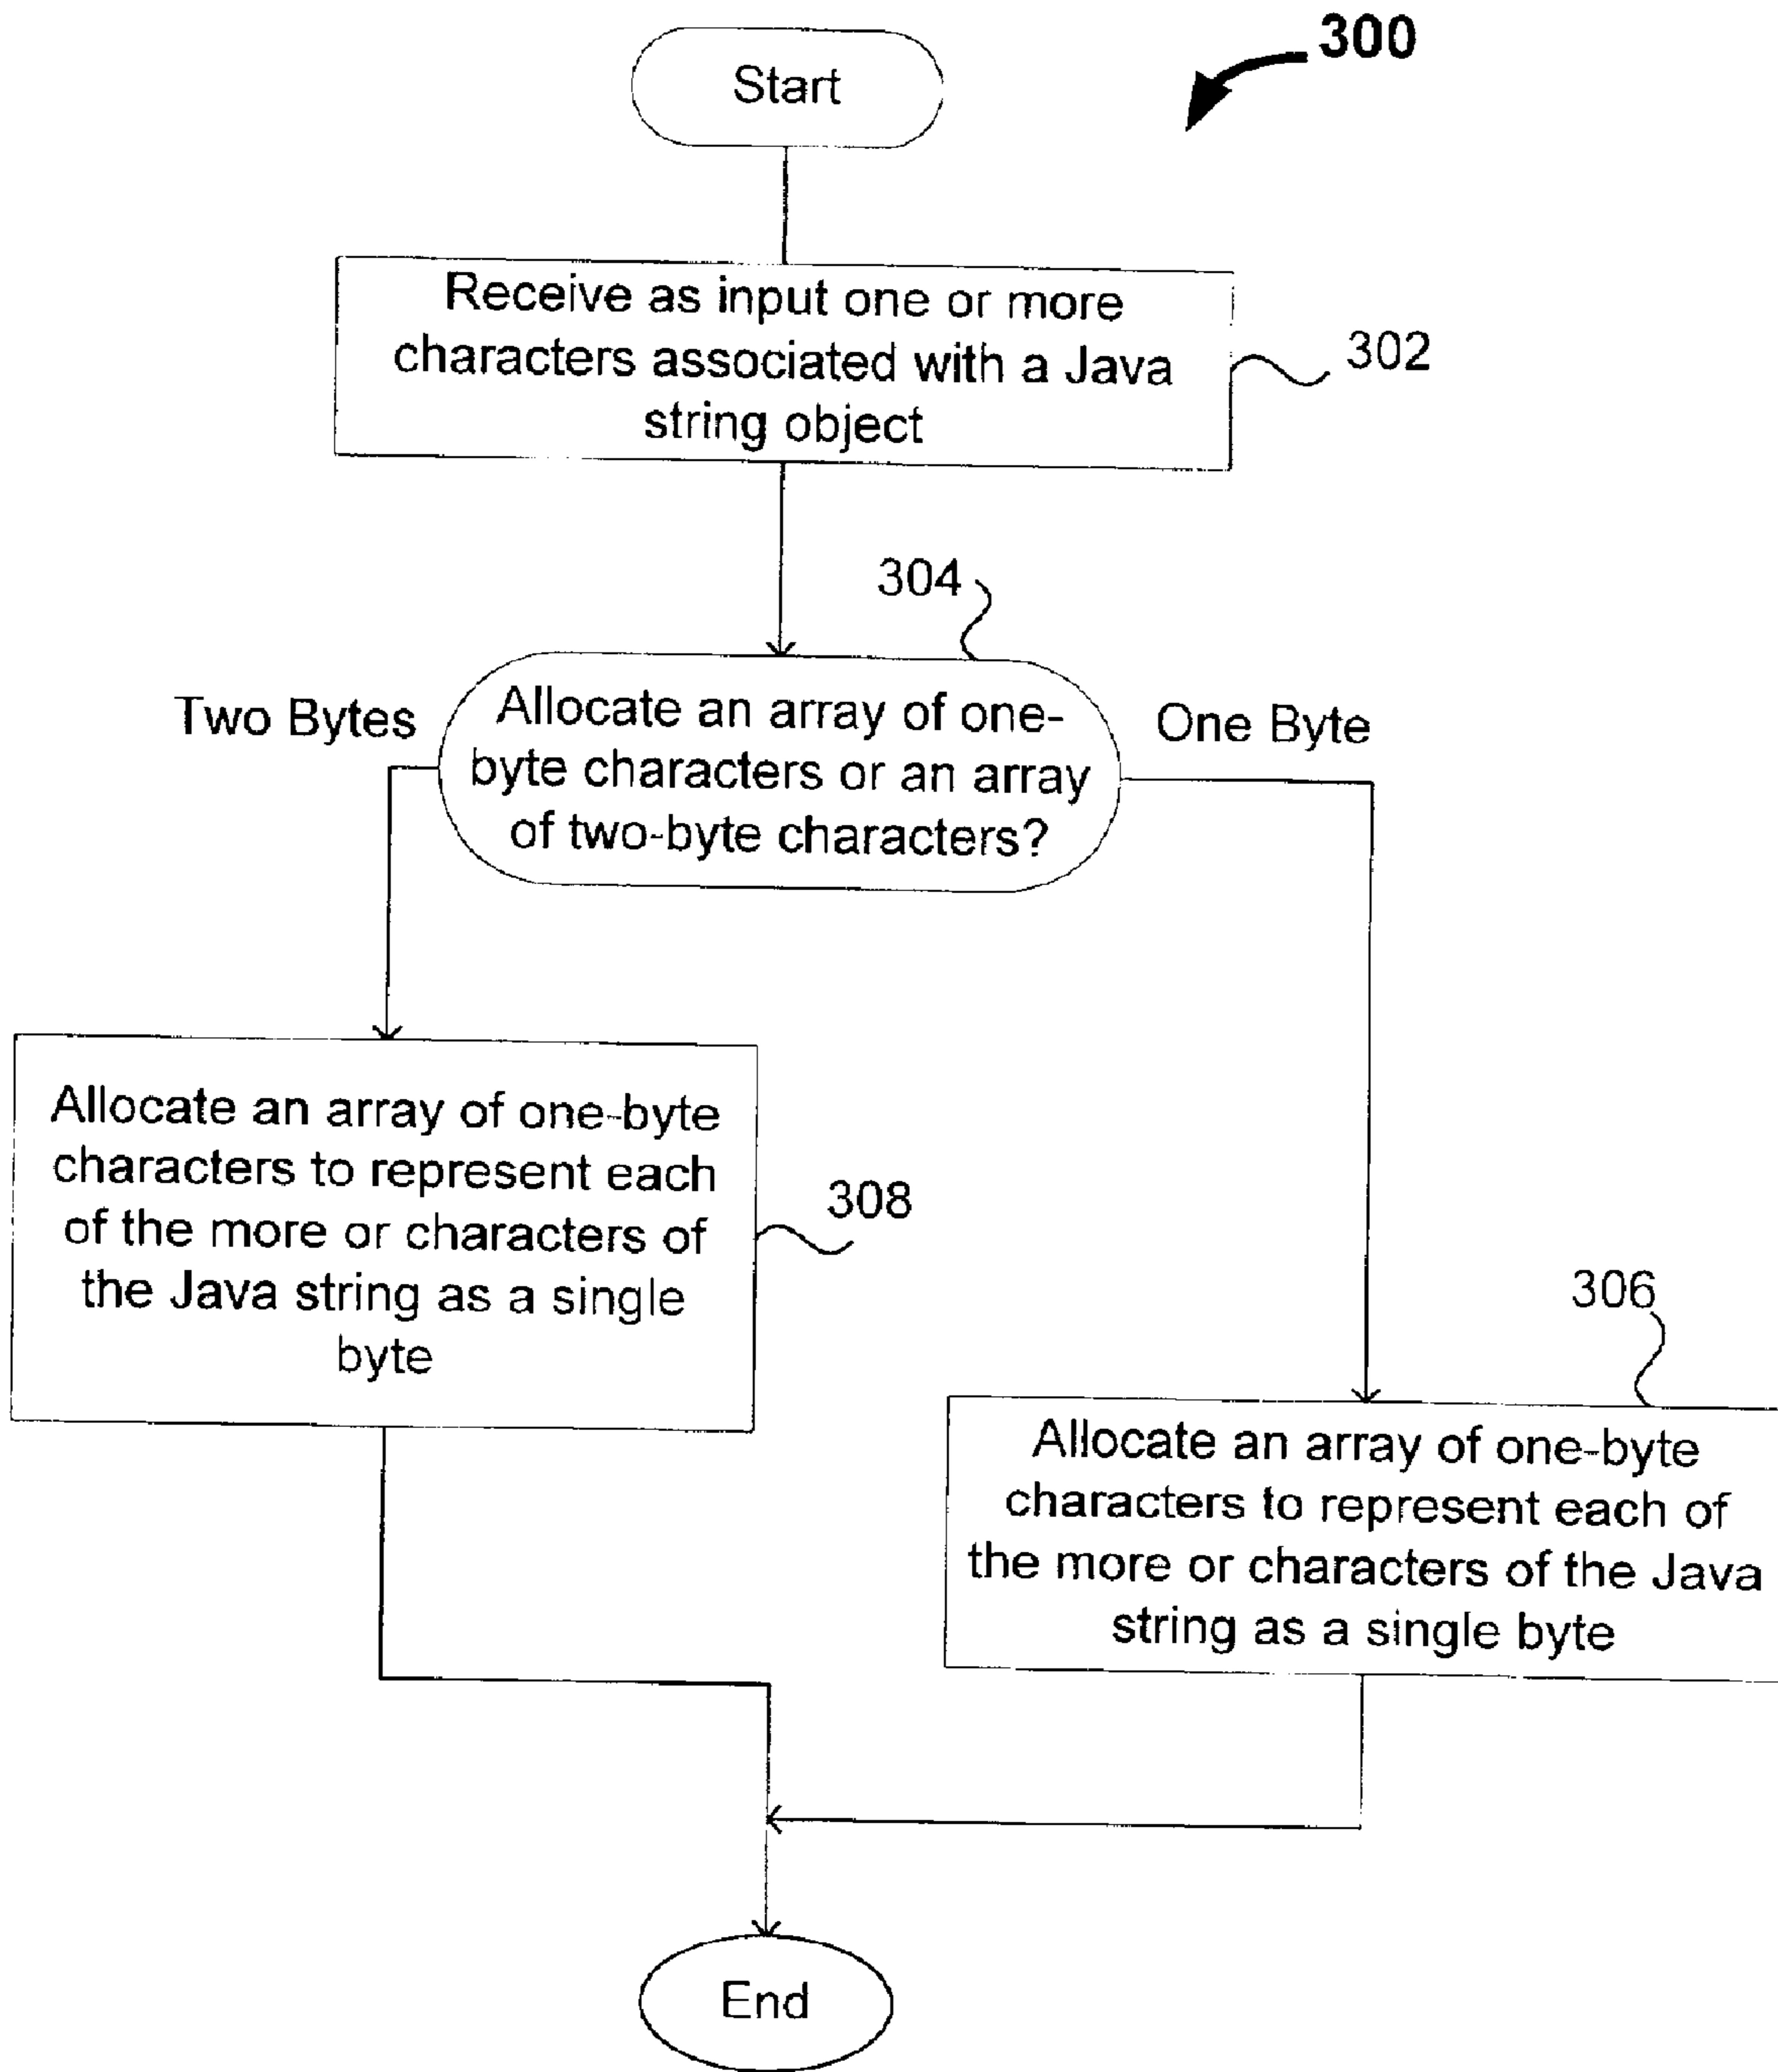 300
Start
Receive as input one or more
characters associated with a Java
string object
302
304
Two Bytes
Allocate an array of one-
byte characters or an array
of two-byte characters?
One Byte
Allocate an array of one-byte
characters to represent each
of the more or characters of
the Java string as a single
byte
308
306
Allocate an array of one-byte
characters to represent each of
the more or characters of the Java
string as a single byte
End